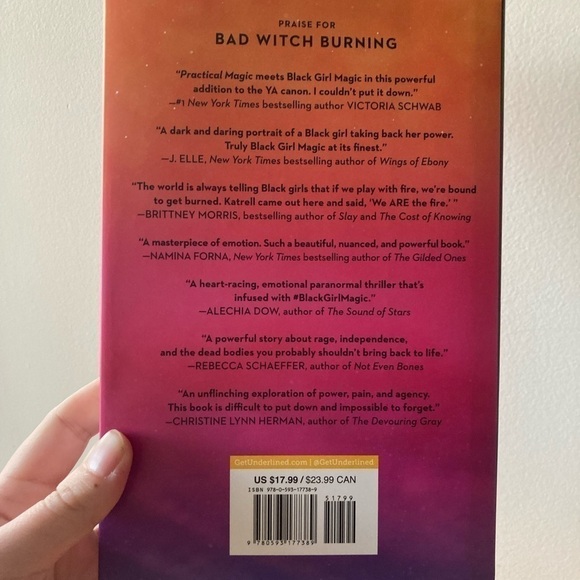 PRAISE FOR
BAD WITCH BURNING
“Practical Magic meets Black Girl Magic in this powerful
addition to the YA canon. I couldn’t put it down.”
—#1 New York Times bestselling author VICTORIA SCHWAB
“A dark and daring portrait of a Black girl taking back her power.
Truly Black Girl Magic at its finest.”
—J. ELLE, New York Times bestselling author of Wings of Ebony
“The world is always telling Black girls that if we play with fire, we’re bound
to get burned. Katrell came out here and said, ‘We ARE the fire.’ ”
—BRITTNEY MORRIS, bestselling author of Slay and The Cost of Knowing
“A masterpiece of emotion. Such a beautiful, nuanced, and powerful book.”
—NAMINA FORNA, New York Times bestselling author of The Gilded Ones
“A heart-racing, emotional paranormal thriller that’s
infused with #BlackGirlMagic.”
—ALECHIA DOW, author of The Sound of Stars
“A powerful story about rage, independence,
and the dead bodies you probably shouldn’t bring back to life.”
—REBECCA SCHAEFFER, author of Not Even Bones
“An unflinching exploration of power, pain, and agency.
This book is difficult to put down and impossible to forget.”
—CHRISTINE LYNN HERMAN, author of The Devouring Gray
GetUnderlined.com | @GetUnderlined
US $17.99 / $23.99 CAN
ISBN 978-0-593-17738-9
51799
9 780593 177389